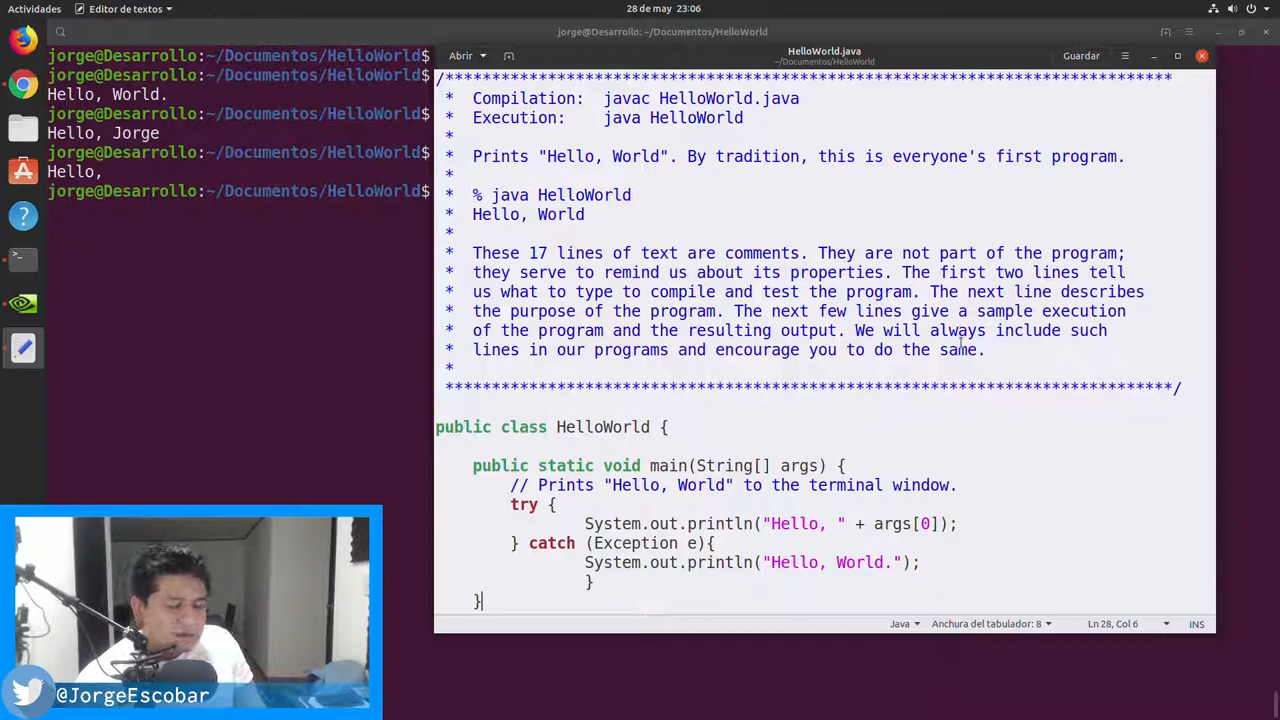 Actividades
Editor de textos
28 de may 23:06
jorge@Desarrollo: ~/Documentos/HelloWorld
jorge@Desarrollo:~/Documentos/HelloWorld$
jorge@Desarrollo:~/Documentos/HelloWorld$
Hello, World.
jorge@Desarrollo:~/Documentos/HelloWorld$
Hello, Jorge
jorge@Desarrollo:~/Documentos/HelloWorld$
Hello,
jorge@Desarrollo:~/Documentos/HelloWorld$
Abrir
HelloWorld.java
~/Documentos/HelloWorld
Guardar
/******************************************************************************
 *  Compilation:  javac HelloWorld.java
 *  Execution:    java HelloWorld
 *
 *  Prints "Hello, World". By tradition, this is everyone's first program.
 *
 *  % java HelloWorld
 *  Hello, World
 *
 *  These 17 lines of text are comments. They are not part of the program;
 *  they serve to remind us about its properties. The first two lines tell
 *  us what to type to compile and test the program. The next line describes
 *  the purpose of the program. The next few lines give a sample execution
 *  of the program and the resulting output. We will always include such
 *  lines in our programs and encourage you to do the same.
 *
 ******************************************************************************/
public class HelloWorld {
    public static void main(String[] args) {
        // Prints "Hello, World" to the terminal window.
        try {
                System.out.println("Hello, " + args[0]);
        } catch (Exception e){
                System.out.println("Hello, World.");
                }
    }
Java
Anchura del tabulador: 8
Ln 28, Col 6
INS
@JorgeEscobar